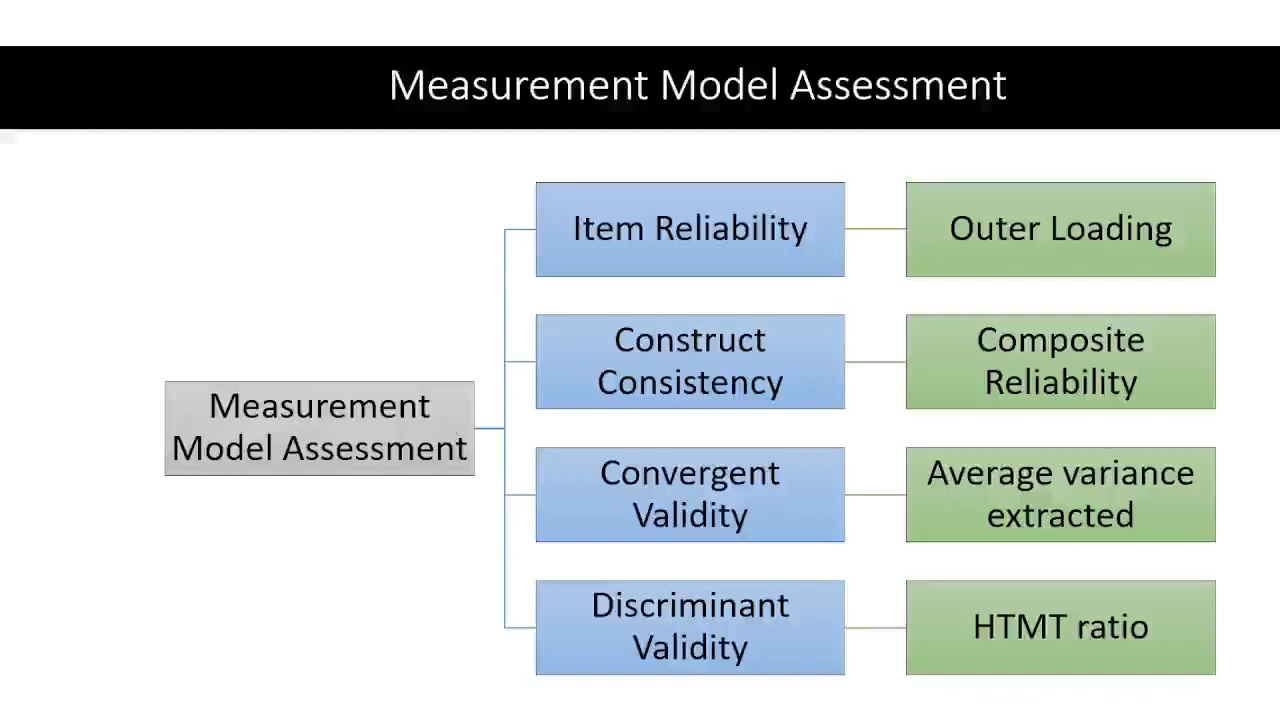 Measurement Model Assessment
Item Reliability
Outer Loading
Construct
Consistency
Composite
Reliability
Measurement
Model Assessment
Convergent
Validity
Average variance
extracted
Discriminant
Validity
HTMT ratio